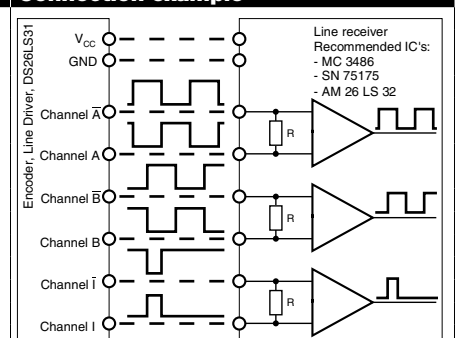 Connection example
Encoder, Line Driver, DS26LS31
VCC
GND
Channel A̅
Channel A
Channel B̅
Channel B
Channel I̅
Channel I
R
R
R
Line receiver
Recommended IC's:
- MC 3486
- SN 75175
- AM 26 LS 32